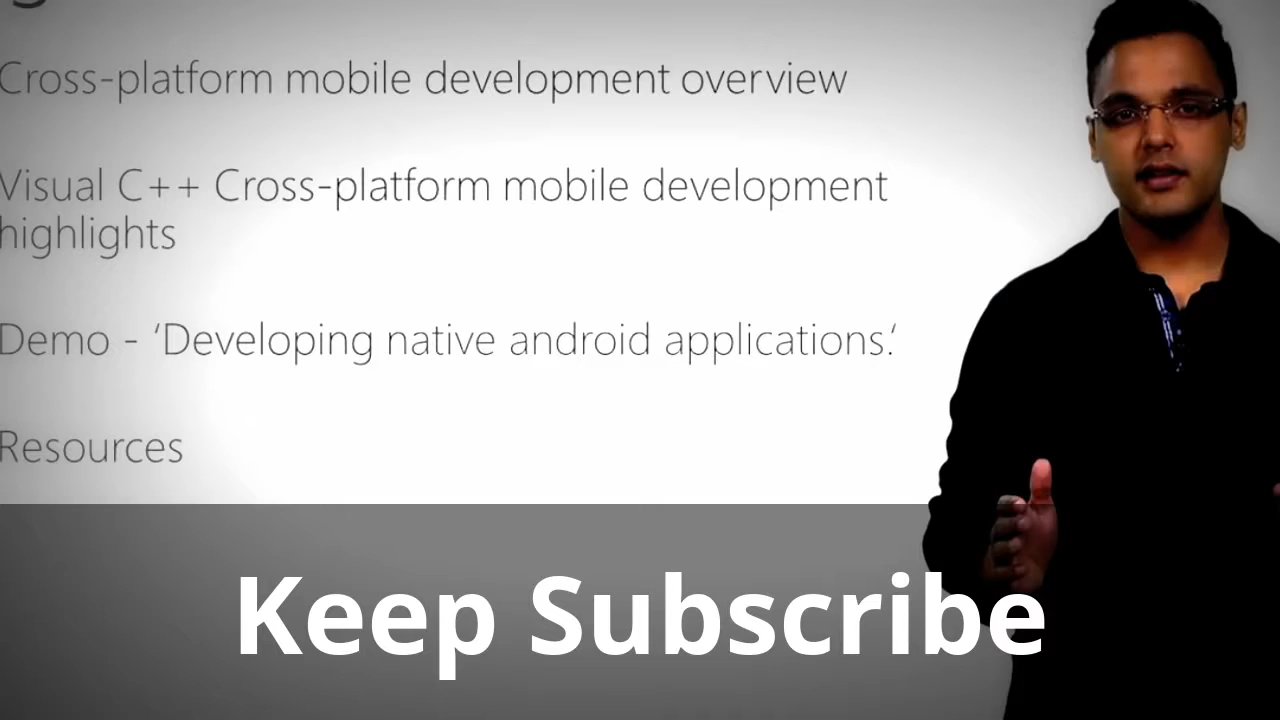 Cross-platform mobile development overview
Visual C++ Cross-platform mobile development
highlights
Demo - ‘Developing native android applications.‘
Resources
Keep Subscribe